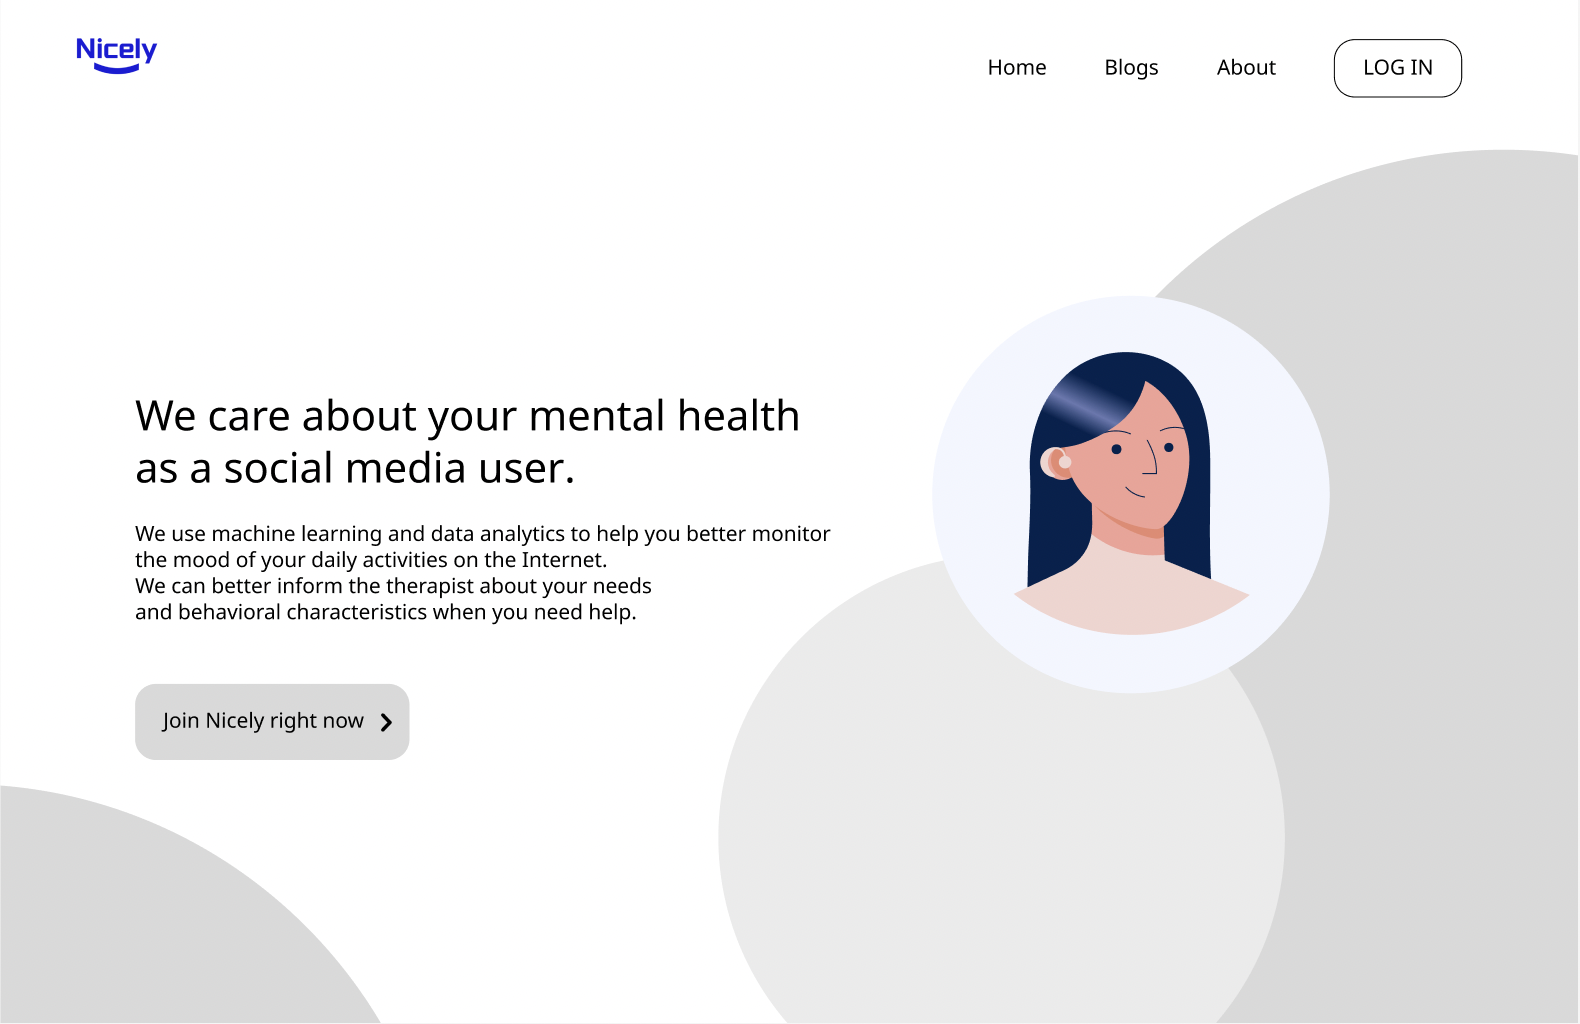 Nicely
Home Blogs About LOG IN
We care about your mental health
as a social media user.
We use machine learning and data analytics to help you better monitor
the mood of your daily activities on the Internet.
We can better inform the therapist about your needs
and behavioral characteristics when you need help.
Join Nicely right now